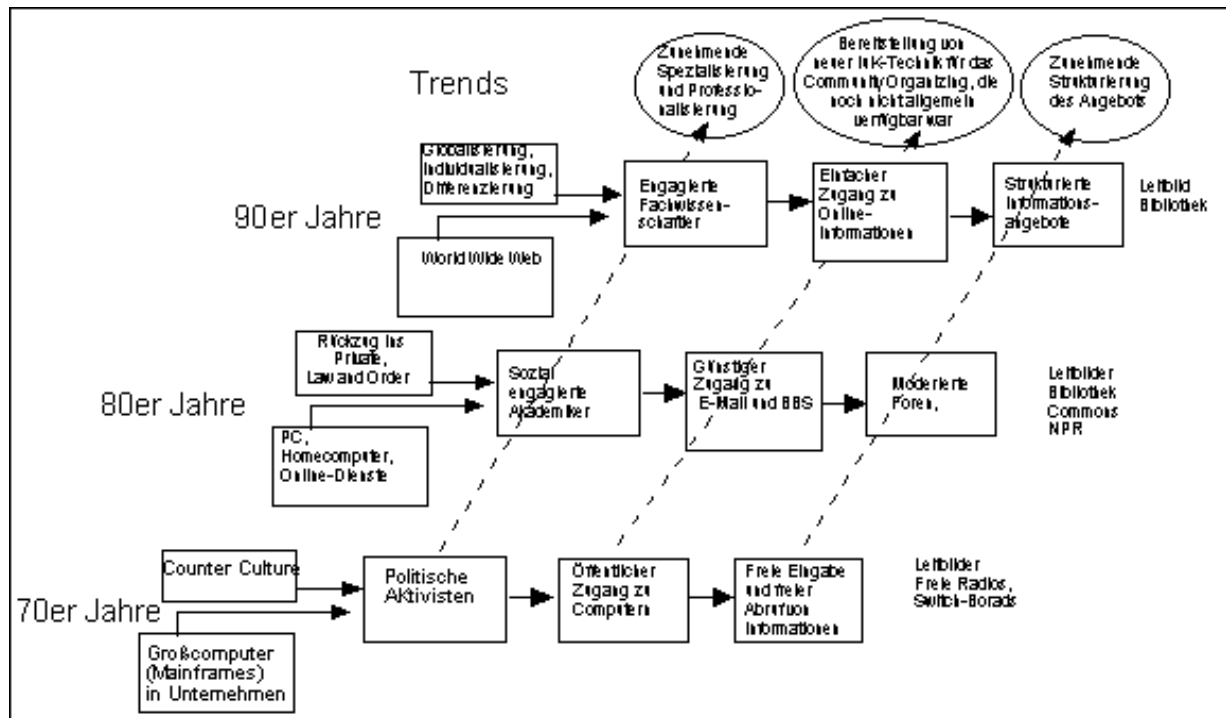 Trends
Zunehmende
Spezialisierung
und Professio-
nalisierung
Bereitstellung von
neuer IuK-Technik für das
Community Organizing, die
noch nicht allgemein
verfügbar war
Zunehmende
Strukturierung
des Angebots
90er Jahre
Globalisierung,
Individualisierung,
Differenzierung
World Wide Web
Engagierte
Fachwissen-
schaftler
Einfacher
Zugang zu
Online-
Informationen
Strukturierte
Informations-
angebote
Leitbild
Bibliothek
80er Jahre
Rückzug ins
Private,
Law and Order
PC,
Homecomputer,
Online-Dienste
Sozial
engagierte
Akademiker
Günstiger
Zugang zu
E-Mail und BBS
Moderierte
Foren,
Leitbilder
Bibliothek
Commons
NPR
70er Jahre
Counter Culture
Großcomputer
(Mainframes)
in Unternehmen
Politische
Aktivisten
Öffentlicher
Zugang zu
Computern
Freie Eingabe
und freier
Abruf von
Informationen
Leitbilder
Freie Radios,
Switch-Borads